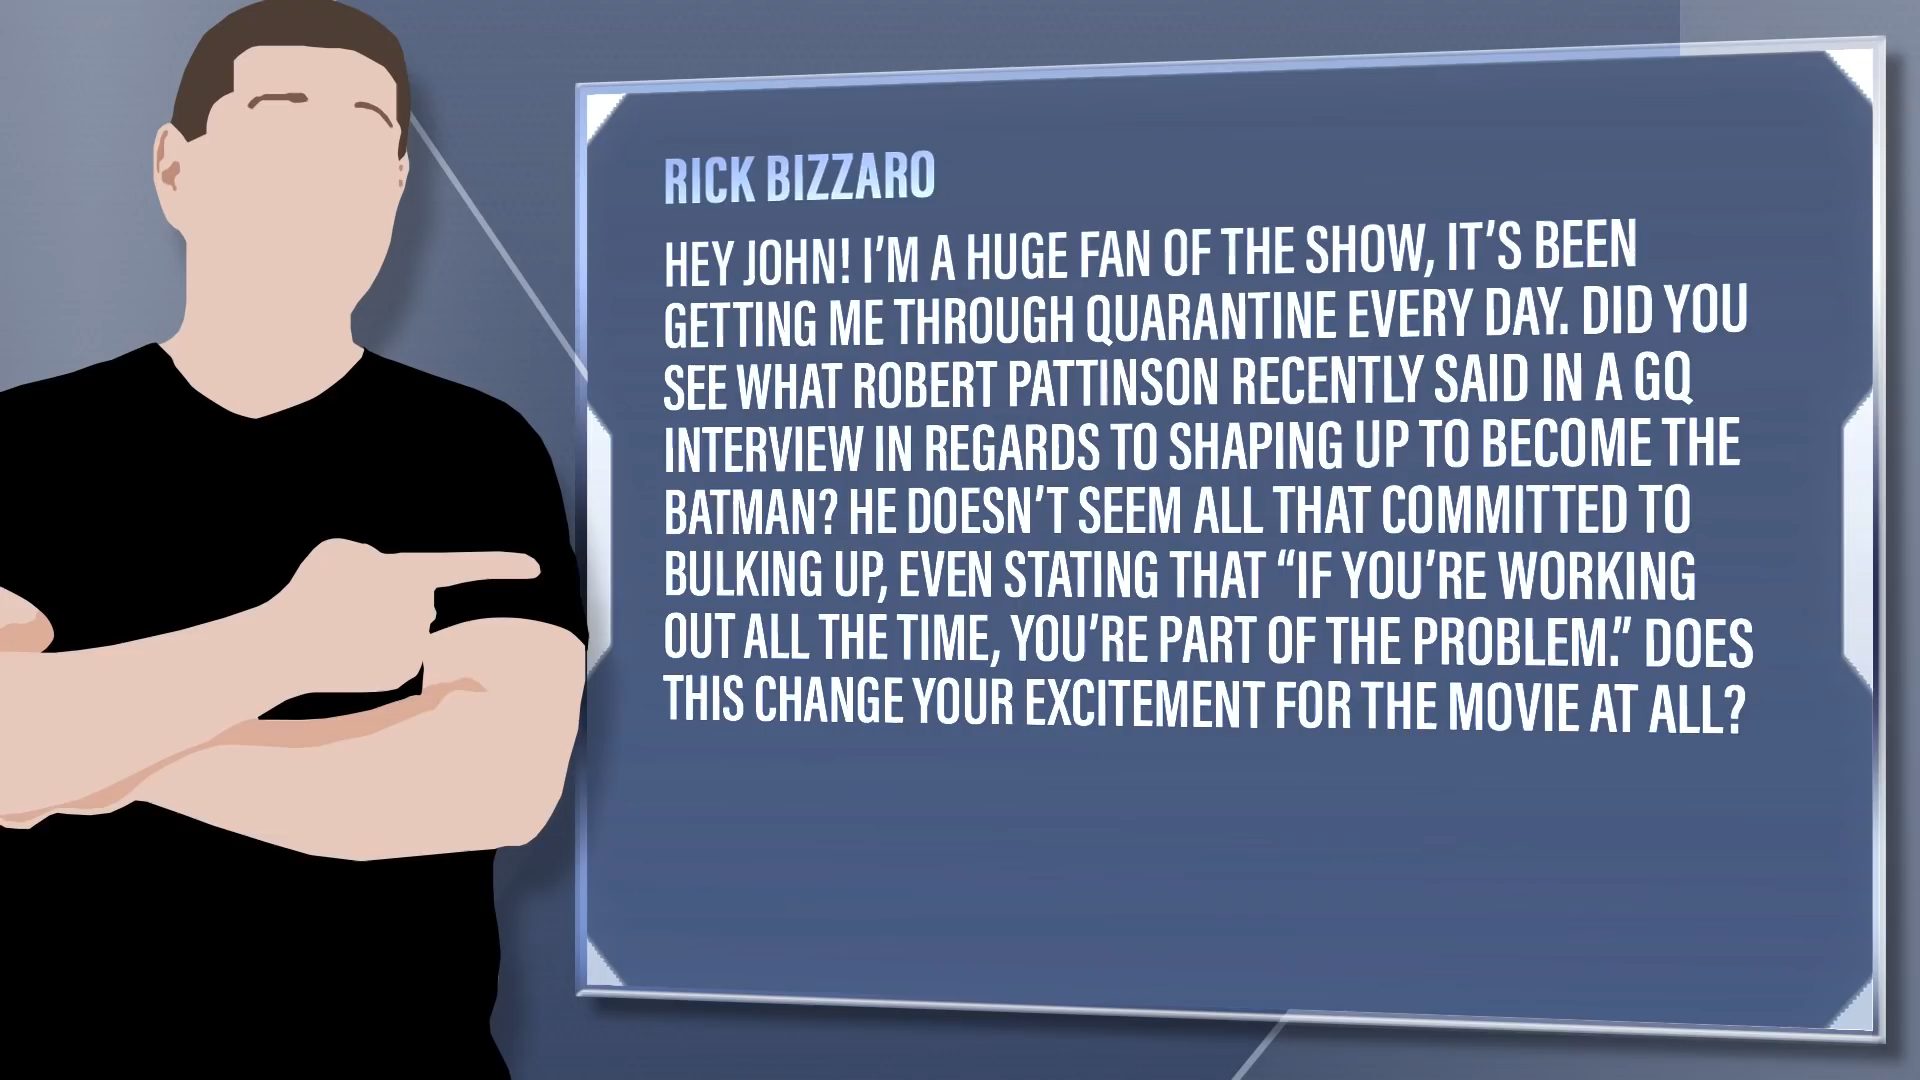 RICK BIZZARO
HEY JOHN! I'M A HUGE FAN OF THE SHOW, IT'S BEEN
GETTING ME THROUGH QUARANTINE EVERY DAY. DID YOU
SEE WHAT ROBERT PATTINSON RECENTLY SAID IN A GQ
INTERVIEW IN REGARDS TO SHAPING UP TO BECOME THE
BATMAN? HE DOESN'T SEEM ALL THAT COMMITTED TO
BULKING UP, EVEN STATING THAT “IF YOU'RE WORKING
OUT ALL THE TIME, YOU'RE PART OF THE PROBLEM.” DOES
THIS CHANGE YOUR EXCITEMENT FOR THE MOVIE AT ALL?